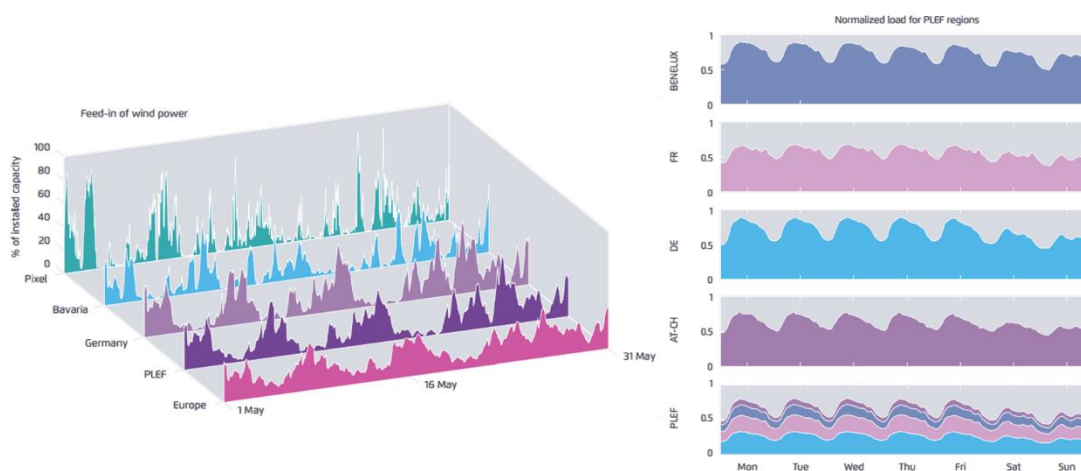 Feed-in of wind power
% of installed capacity
100
80
60
40
20
0
Pixel
Bavaria
Germany
PLEF
Europe
1 May
16 May
31 May
Normalized load for PLEF regions
BENELUX
1
0.5
0
FR
1
0.5
0
DE
1
0.5
0
AT-CH
1
0.5
0
PLEF
1
0.5
0
Mon Tue Wed Thu Fri Sat Sun